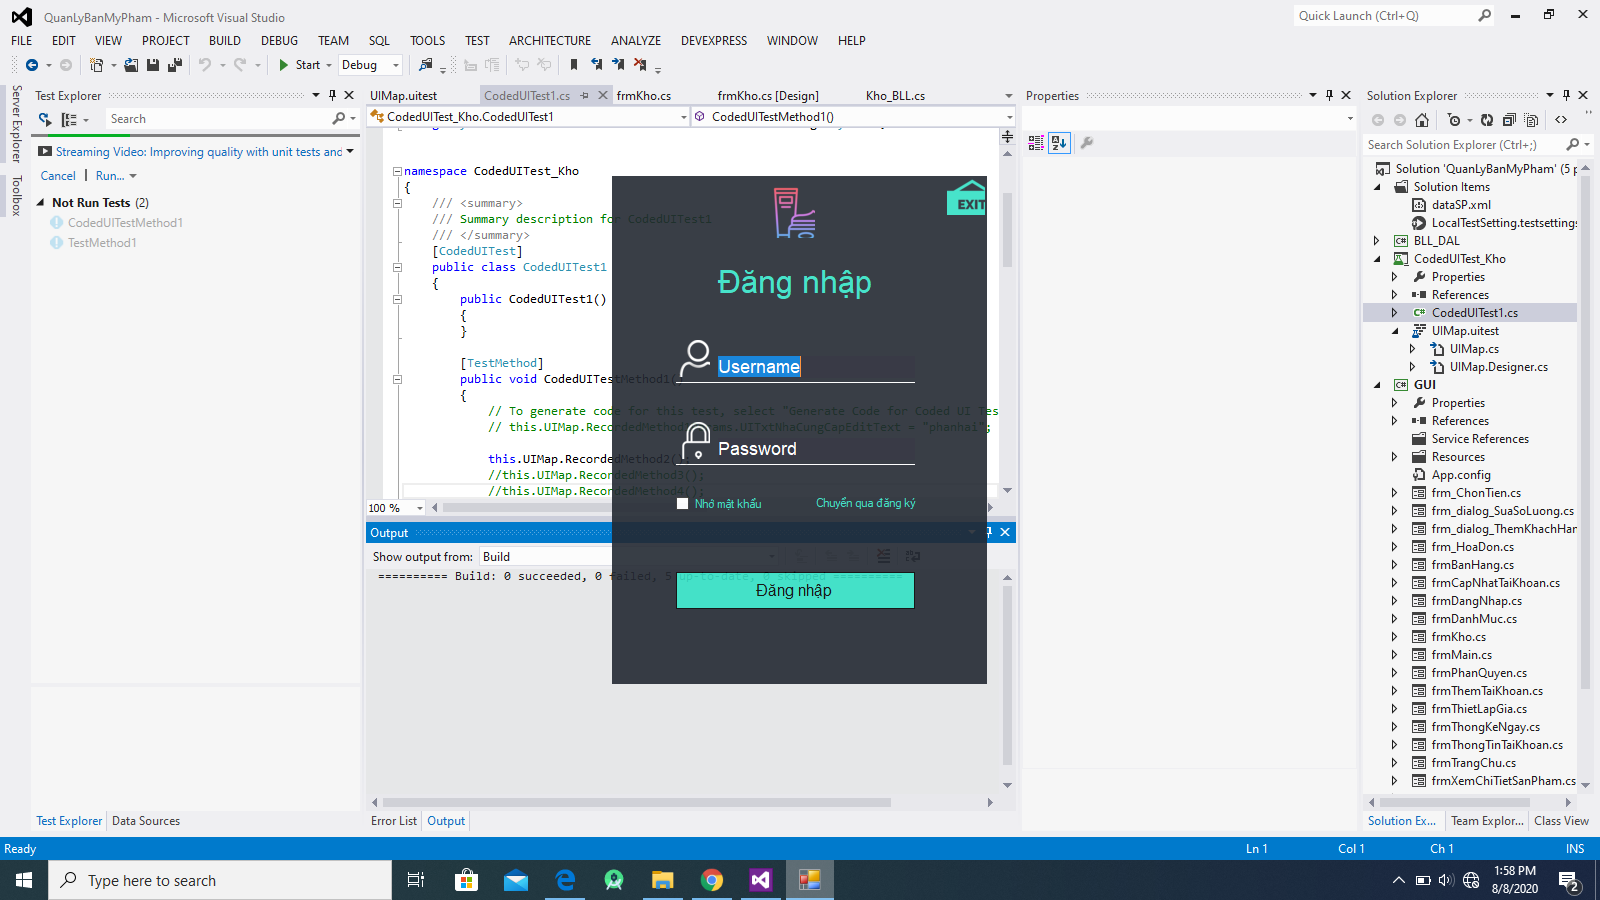 QuanLyBanMyPham - Microsoft Visual Studio
Quick Launch (Ctrl+Q)
FILE EDIT VIEW PROJECT BUILD DEBUG TEAM SQL TOOLS TEST ARCHITECTURE ANALYZE DEVEXPRESS WINDOW HELP
Start Debug
Server Explorer
Toolbox
Test Explorer
Search
Streaming Video: Improving quality with unit tests and
Cancel Run...
Not Run Tests (2)
CodedUITestMethod1
TestMethod1
Test Explorer Data Sources
UIMap.uitest CodedUITest1.cs frmKho.cs frmKho.cs [Design] Kho_BLL.cs
CodedUITest_Kho.CodedUITest1 CodedUITestMethod1()
namespace CodedUITest_Kho
{
/// <summary>
/// Summary description for CodedUITest1
/// </summary>
[CodedUITest]
public class CodedUITest1
{
public CodedUITest1()
{
}
[TestMethod]
public void CodedUITestMethod1()
{
// To generate code for this test, select "Generate Code for Coded UI Tes
// this.UIMap.RecordedMethod ams.UITxtNhaCungCapEditText = "phanhai";
this.UIMap.RecordedMethod2();
//this.UIMap.RecordedMethod3();
//this.UIMap.RecordedMethod4();
100 %
EXIT
Đăng nhập
Username
Password
Nhớ mật khẩu Chuyển qua đăng ký
Đăng nhập
Output
Show output from: Build
========== Build: 0 succeeded, 0 failed, 5 up-to-date, 0 skipped ==========
Error List Output
Properties
Solution Explorer
Search Solution Explorer (Ctrl+;)
Solution 'QuanLyBanMyPham' (5 p
Solution Items
dataSP.xml
LocalTestSetting.testsettings
BLL_DAL
CodedUITest_Kho
Properties
References
CodedUITest1.cs
UIMap.uitest
UIMap.cs
UIMap.Designer.cs
GUI
Properties
References
Service References
Resources
App.config
frm_ChonTien.cs
frm_dialog_SuaSoLuong.cs
frm_dialog_ThemKhachHan
frm_HoaDon.cs
frmBanHang.cs
frmCapNhatTaiKhoan.cs
frmDangNhap.cs
frmDanhMuc.cs
frmKho.cs
frmMain.cs
frmPhanQuyen.cs
frmThemTaiKhoan.cs
frmThietLapGia.cs
frmThongKeNgay.cs
frmThongTinTaiKhoan.cs
frmTrangChu.cs
frmXemChiTietSanPham.cs
Solution Ex... Team Explor... Class View
Ready Ln 1 Col 1 Ch 1 INS
Type here to search
1:58 PM
8/8/2020
2